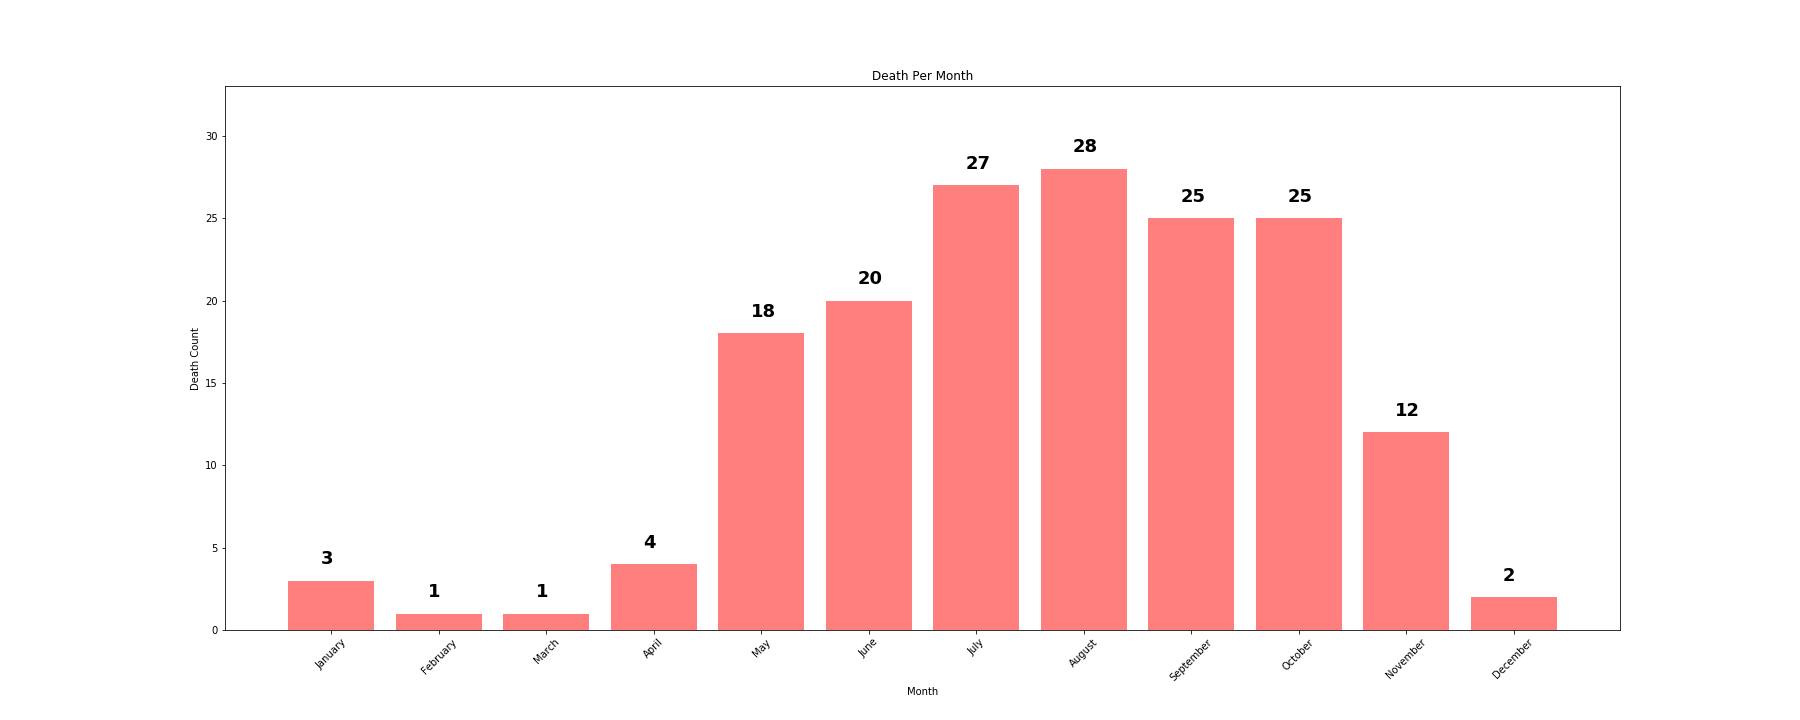 Death Per Month
30
25
20
15
10
5
0
Death Count
3
1
1
4
18
20
27
28
25
25
12
2
January
February
March
April
May
June
July
August
September
October
November
December
Month